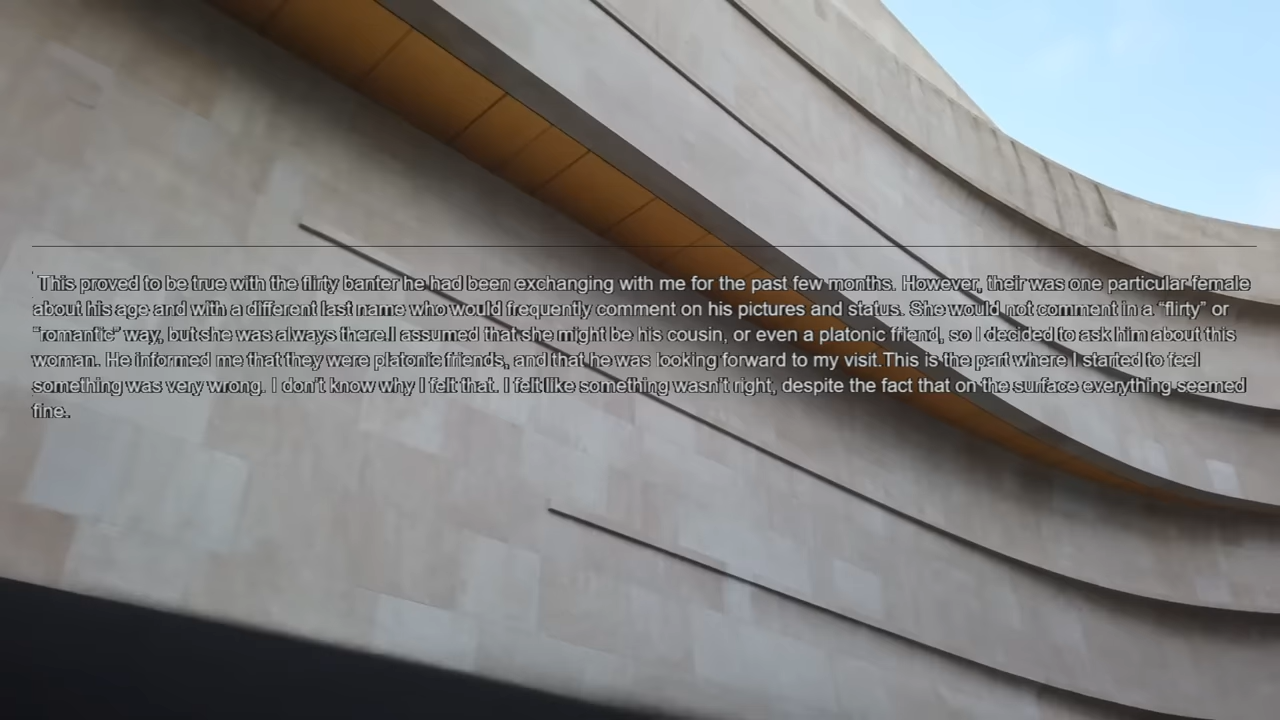 This proved to be true with the flirty banter he had been exchanging with me for the past few months. However, their was one particular female
about his age and with a different last name who would frequently comment on his pictures and status. She would not comment in a “flirty” or
“romantic” way, but she was always there.I assumed that she might be his cousin, or even a platonic friend, so I decided to ask him about this
woman. He informed me that they were platonic friends, and that he was looking forward to my visit.This is the part where I started to feel
something was very wrong. I don't know why I felt that. I felt like something wasn't right, despite the fact that on the surface everything seemed
fine.